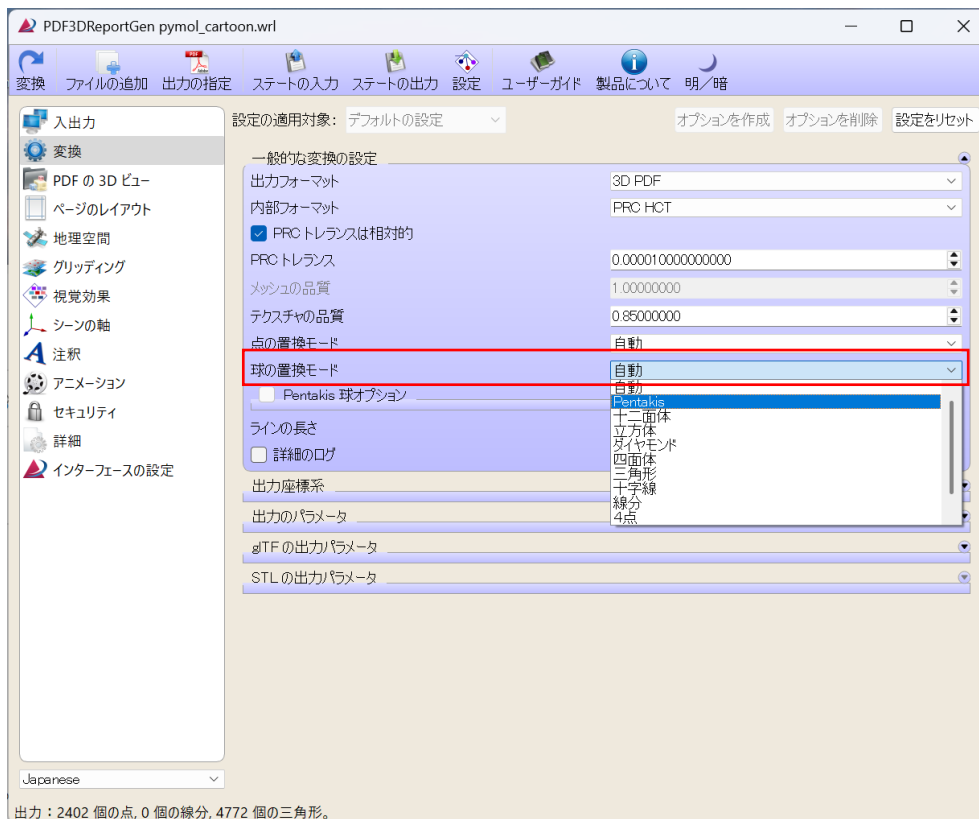 PDF3DReportGen pymol_cartoon.wrl
変換 ファイルの追加 出力の指定 ステートの入力 ステートの出力 設定 ユーザーガイド 製品について 明／暗
入出力
変換
PDF の 3D ビュー
ページのレイアウト
地理空間
グリッディング
視覚効果
シーンの軸
注釈
アニメーション
セキュリティ
詳細
インターフェースの設定
Japanese
設定の適用対象: デフォルトの設定 オプションを作成 オプションを削除 設定をリセット
一般的な変換の設定
出力フォーマット 3D PDF
内部フォーマット PRC HCT
PRC トレランスは相対的
PRC トレランス 0.000010000000000
メッシュの品質 1.00000000
テクスチャの品質 0.85000000
点の置換モード 自動
球の置換モード 自動
自動
Pentakis
十二面体
立方体
ダイヤモンド
四面体
三角形
十字線
線分
4点
Pentakis 球オプション
ラインの長さ
詳細のログ
出力座標系
出力のパラメータ
glTF の出力パラメータ
STL の出力パラメータ
出力：2402 個の点, 0 個の線分, 4772 個の三角形。